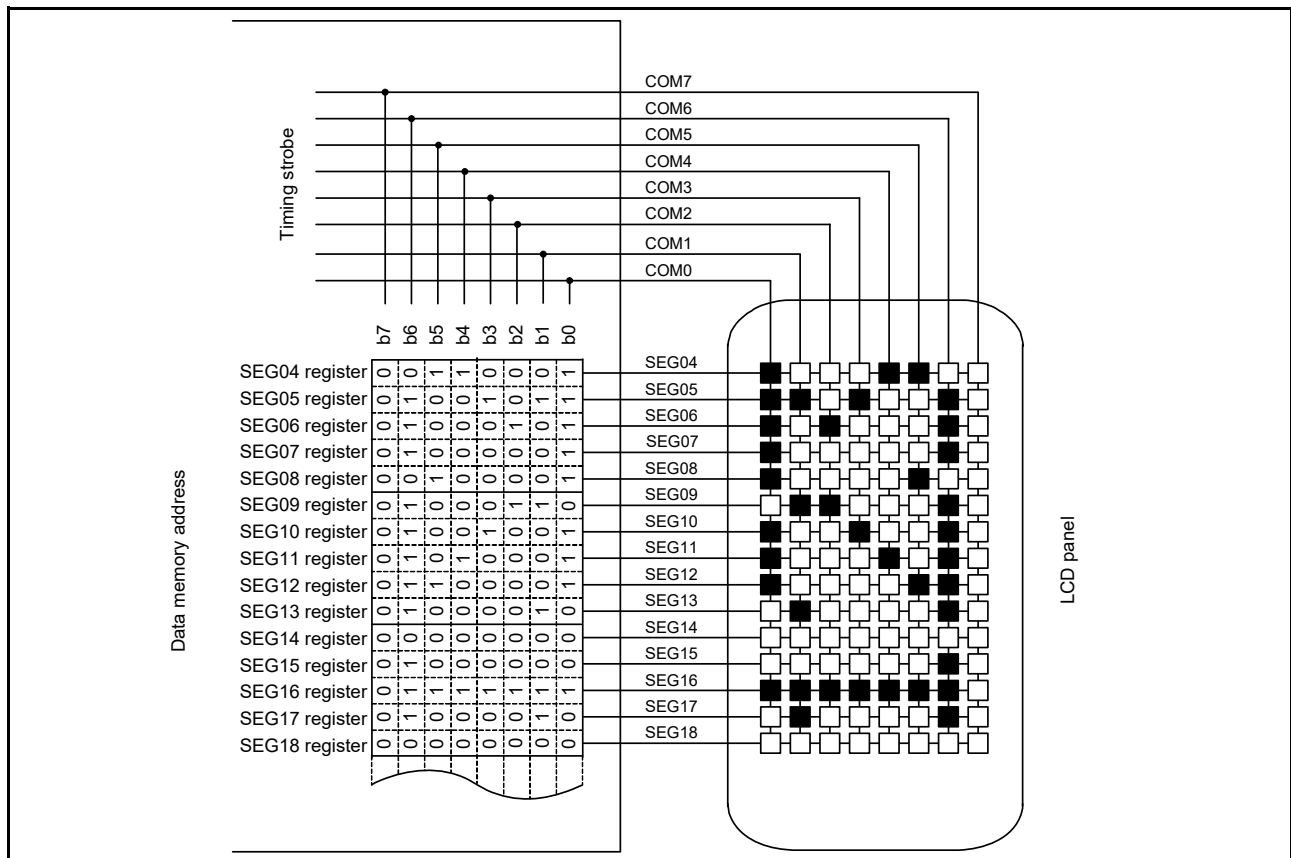 COM7
COM6
COM5
COM4
COM3
COM2
COM1
COM0
Timing strobe
b7 b6 b5 b4 b3 b2 b1 b0
SEG04 register 0 0 1 1 0 0 0 1 SEG04
SEG05 register 0 1 0 0 1 0 1 1 SEG05
SEG06 register 0 1 0 0 0 1 0 1 SEG06
SEG07 register 0 1 0 0 0 0 0 1 SEG07
SEG08 register 0 0 1 0 0 0 0 1 SEG08
SEG09 register 0 1 0 0 0 1 1 0 SEG09
SEG10 register 0 1 0 0 1 0 0 1 SEG10
SEG11 register 0 1 0 1 0 0 0 1 SEG11
SEG12 register 0 1 1 0 0 0 0 1 SEG12
SEG13 register 0 1 0 0 0 0 1 0 SEG13
SEG14 register 0 0 0 0 0 0 0 0 SEG14
SEG15 register 0 1 0 0 0 0 0 0 SEG15
SEG16 register 0 1 1 1 1 1 1 1 SEG16
SEG17 register 0 1 0 0 0 0 1 0 SEG17
SEG18 register 0 0 0 0 0 0 0 0 SEG18
Data memory address
LCD panel